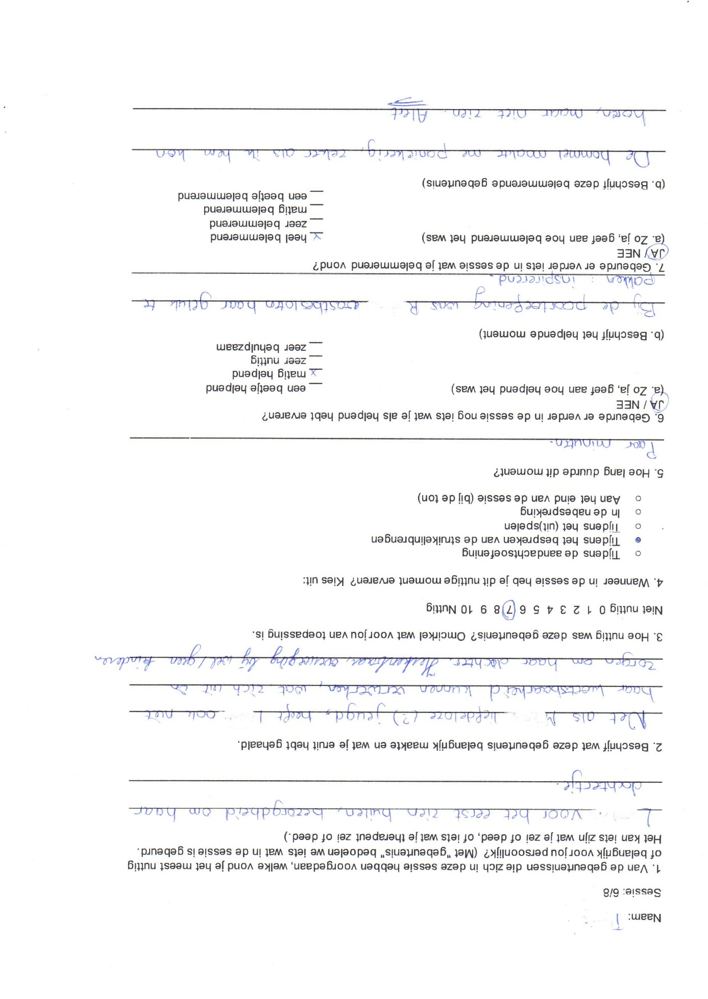 Naam: T
Sessie: 6/8
1. Van de gebeurtenissen die zich in deze sessie hebben voorgedaan, welke vond je het meest nuttig
of belangrijk voor jou persoonlijk? (Met "gebeurtenis" bedoelen we iets wat in de sessie is gebeurd.
Het kan iets zijn wat je zei of deed, of iets wat je therapeut zei of deed.)
L voor het eerst zien huilen, bezorgdheid om haar
dochtertje.
2. Beschrijf wat deze gebeurtenis belangrijk maakte en wat je eruit hebt gehaald.
Net als M liefdeloze (?) jeugd, heeft L ook niet
haar kunnen verwerken, wat zich uit in
zorgen om haar dochter. Herkenbaar, overweging bij wel/geen kinderen
3. Hoe nuttig was deze gebeurtenis? Omcirkel wat voor jou van toepassing is.
Niet nuttig 0 1 2 3 4 5 6 7 8 9 10 Nuttig
4. Wanneer in de sessie heb je dit nuttige moment ervaren? Kies uit:
○ Tijdens de aandachtsoefening
● Tijdens het bespreken van de struikelinbrengen
○ Tijdens het (uit)spelen
○ In de nabespreking
○ Aan het eind van de sessie (bij de ton)
5. Hoe lang duurde dit moment?
Paar minuten.
6. Gebeurde er verder in de sessie nog iets wat je als helpend hebt ervaren?
JA / NEE
(a. Zo ja, geef aan hoe helpend het was) __ een beetje helpend
x matig helpend
__ zeer nuttig
__ zeer behulpzaam
(b. Beschrijf het helpende moment)
Bij de poortoefening was R vastbesloten haar geluk te
pakken : inspirerend.
7. Gebeurde er verder iets in de sessie wat je belemmerend vond?
JA / NEE
(a. Zo ja, geef aan hoe belemmerend het was) x heel belemmerend
__ zeer belemmerend
__ matig belemmerend
__ een beetje belemmerend
(b. Beschrijf deze belemmerende gebeurtenis)
De hommel maakte me paniekerig, zeker als ik hem kon
horen, maar niet zien. Alert